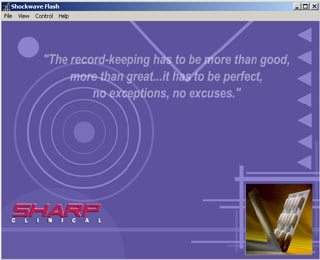 Shockwave Flash
File View Control Help
"The record-keeping has to be more than good,
more than great...it has to be perfect,
no exceptions, no excuses."
SHARP
CLINICAL